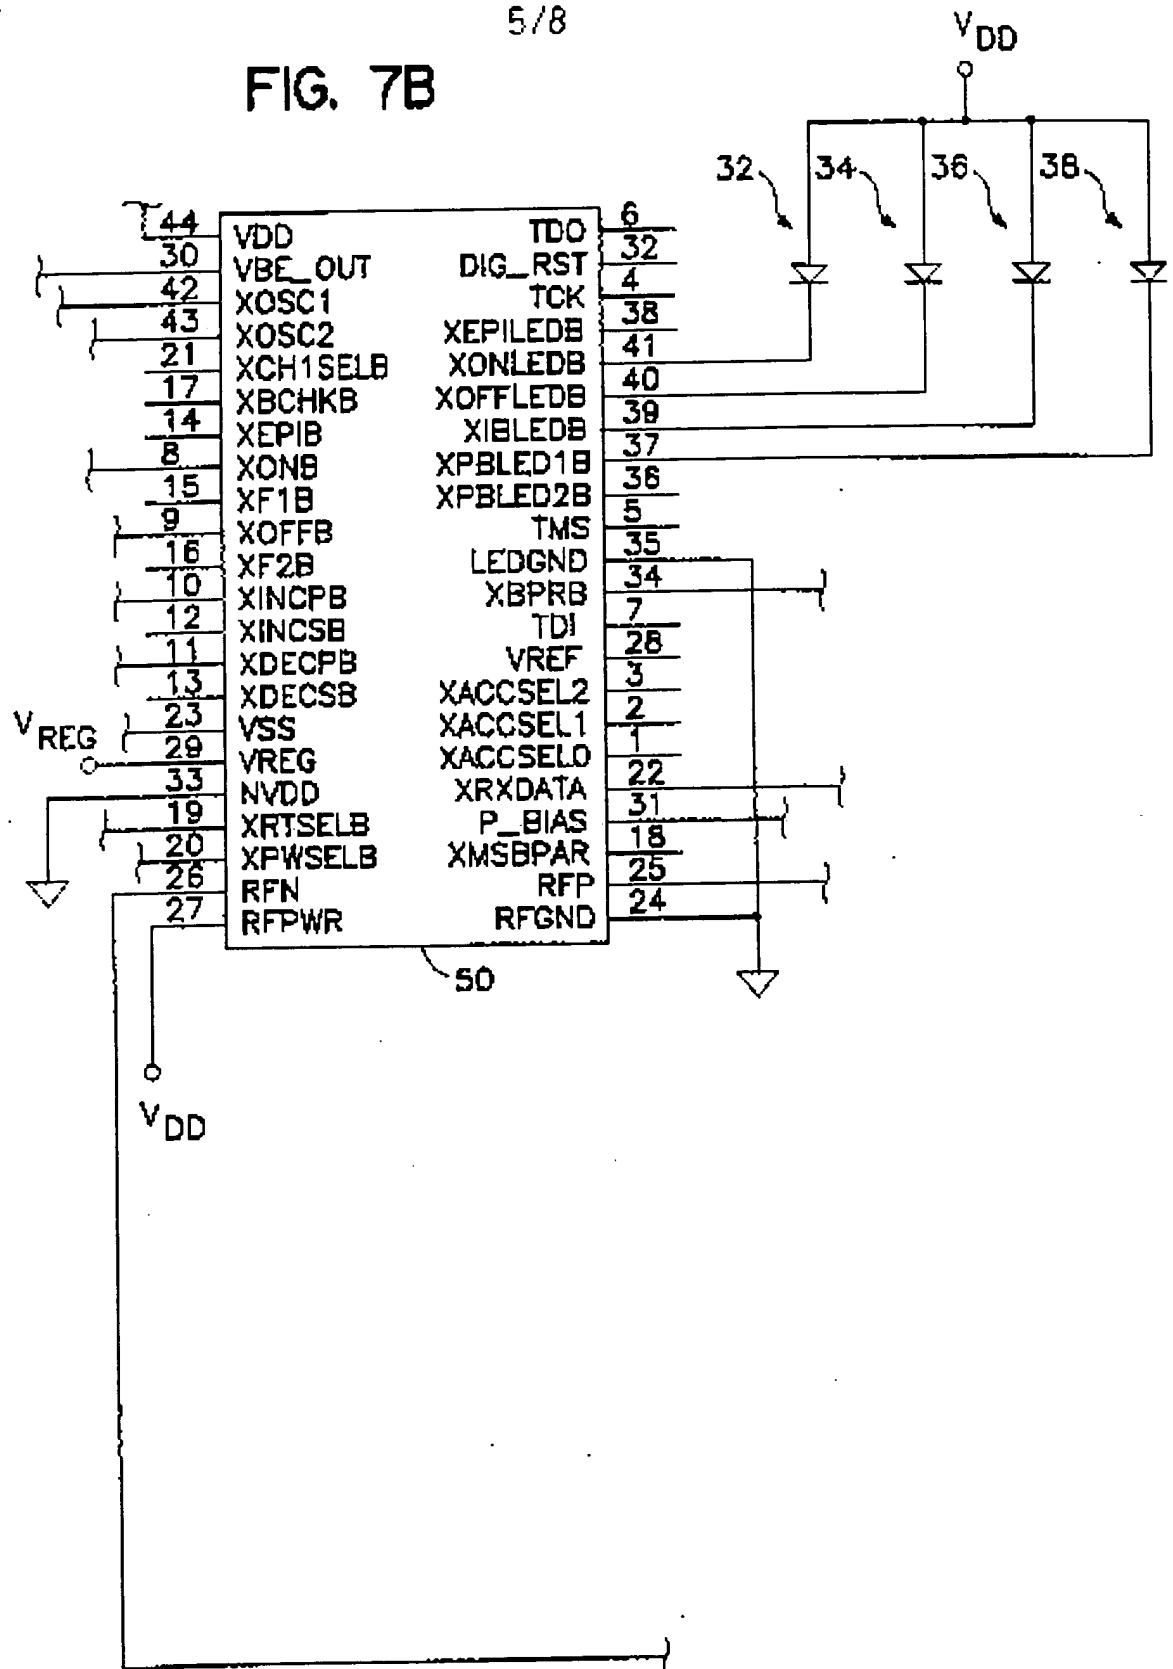 5/8
FIG. 7B
VDD
32 34 36 38
44 VDD TDO 6
30 VBE_OUT DIG_RST 32
42 XOSC1 TCK 4
43 XOSC2 XEPILEDB 38
21 XCH1SELB XONLEDB 41
17 XBCHKB XOFFLEDB 40
14 XEPIB XIBLEDB 39
8 XONB XPBLED1B 37
15 XF1B XPBLED2B 36
9 XOFFB TMS 5
16 XF2B LEDGND 35
10 XINCPB XBPRB 34
12 XINCSB TDI 7
11 XDECPB VREF 28
13 XDECSB XACCSEL2 3
23 VSS XACCSEL1 2
VREG 29 VREG XACCSEL0 1
33 NVDD XRXDATA 22
19 XRTSELB P_BIAS 31
20 XPWSELB XMSBPAR 18
26 RFN RFP 25
27 RFPWR RFGND 24
50
VDD